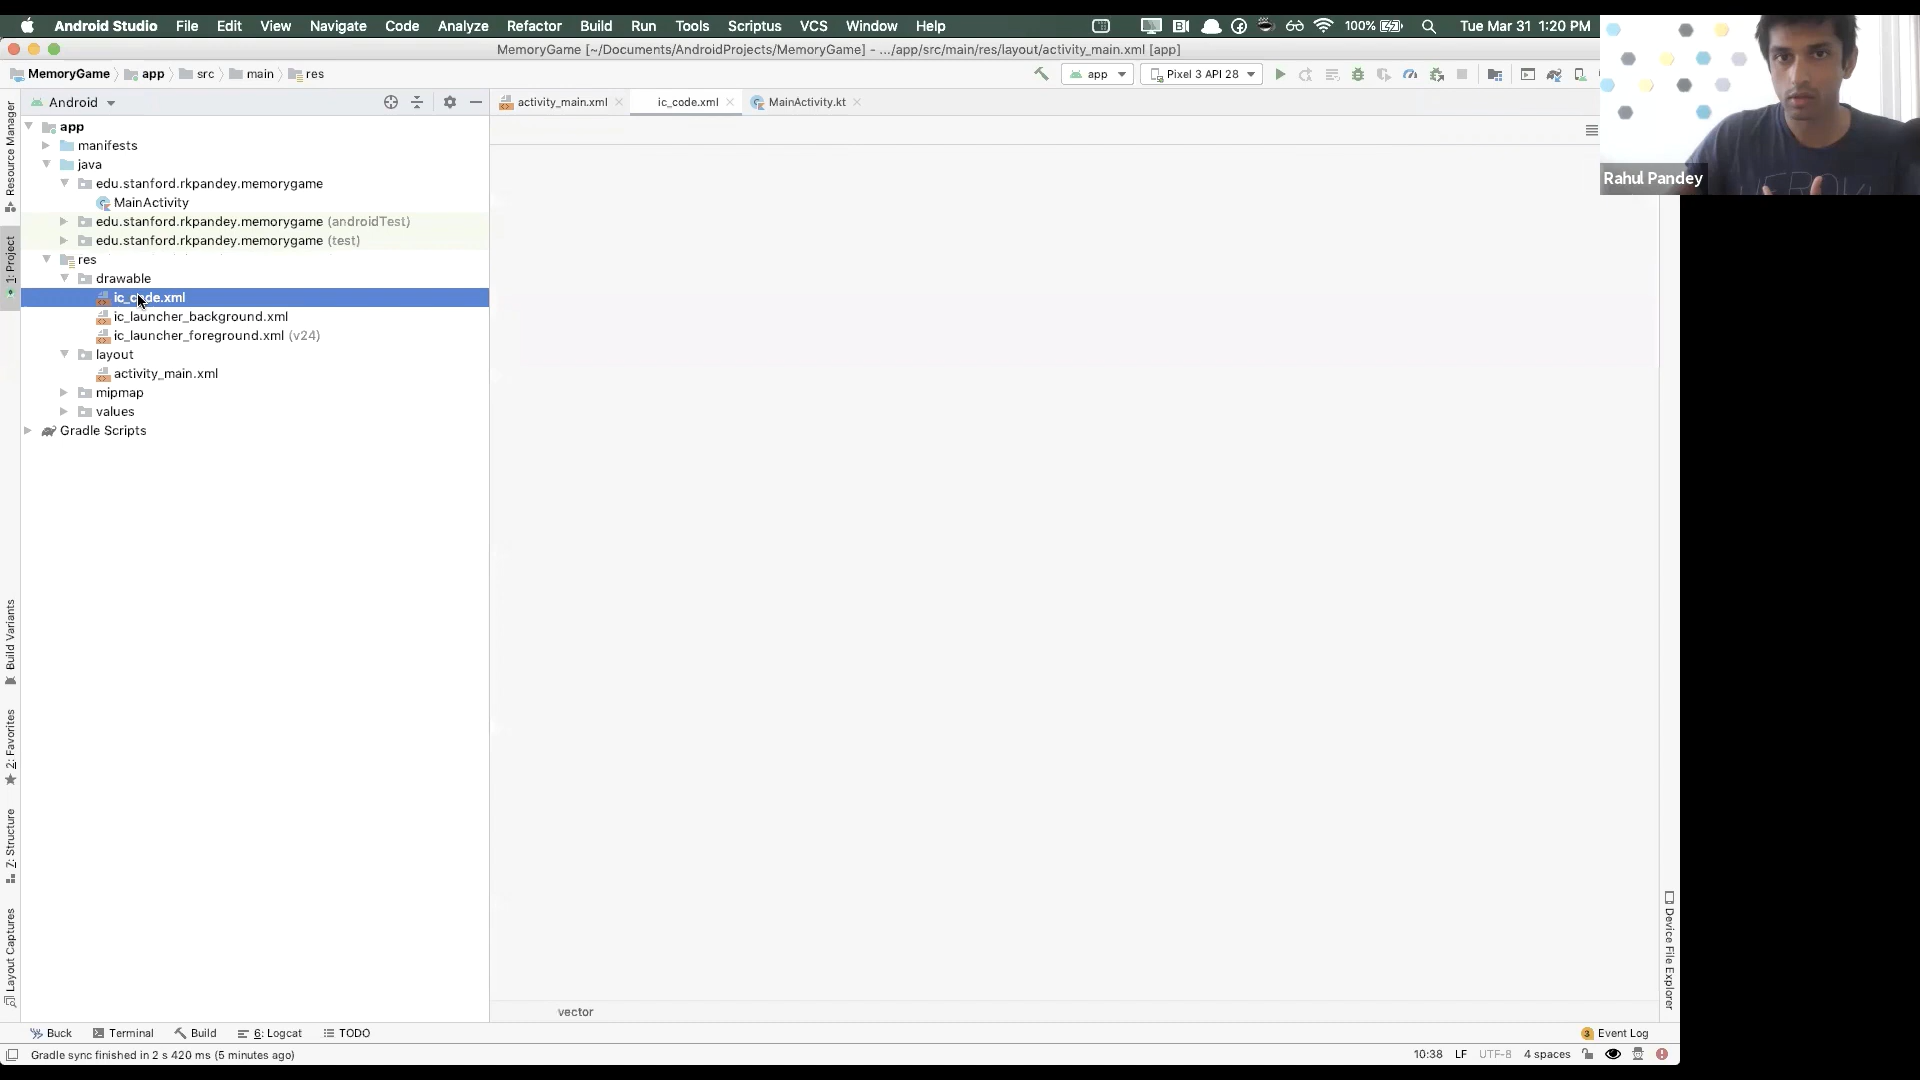 Android Studio File Edit View Navigate Code Analyze Refactor Build Run Tools Scriptus VCS Window Help 100% Tue Mar 31 1:20 PM
MemoryGame [~/Documents/AndroidProjects/MemoryGame] - .../app/src/main/res/layout/activity_main.xml [app]
MemoryGame app src main res app Pixel 3 API 28
Android activity_main.xml ic_code.xml MainActivity.kt
app
manifests
java
edu.stanford.rkpandey.memorygame
MainActivity
edu.stanford.rkpandey.memorygame (androidTest)
edu.stanford.rkpandey.memorygame (test)
res
drawable
ic_code.xml
ic_launcher_background.xml
ic_launcher_foreground.xml (v24)
layout
activity_main.xml
mipmap
values
Gradle Scripts
Resource Manager
1: Project
Build Variants
2: Favorites
Z: Structure
Layout Captures
Rahul Pandey
Device File Explorer
vector
Buck Terminal Build 6: Logcat TODO 3 Event Log
Gradle sync finished in 2 s 420 ms (5 minutes ago) 10:38 LF UTF-8 4 spaces